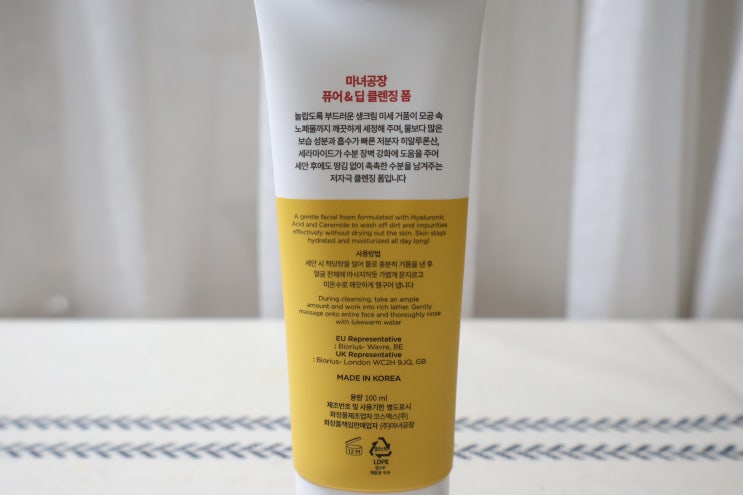 마녀공장
퓨어 & 딥 클렌징 폼
놀랍도록 부드러운 생크림 미세 거품이 모공 속
노폐물까지 깨끗하게 세정해 주며, 물보다 많은
보습 성분과 흡수가 빠른 저분자 히알루론산,
세라마이드가 수분 장벽 강화에 도움을 주어
세안 후에도 땅김 없이 촉촉한 수분을 남겨주는
저자극 클렌징 폼입니다
A gentle facial foam formulated with Hyaluronic
Acid and Ceramide to wash off dirt and impurities
effectively without drying out the skin. Skin stays
hydrated and moisturized all day long!
사용방법
세안 시 적당량을 덜어 물로 충분히 거품을 낸 후
얼굴 전체에 마사지하듯 가볍게 문지르고
미온수로 깨끗하게 헹구어 냅니다
During cleansing, take an ample
amount and work into rich lather. Gently
massage onto entire face and thoroughly rinse
with lukewarm water
EU Representative
: Biorius- Wavre, BE
UK Representative
: Biorius- London WC2H 9JQ, GB
MADE IN KOREA
용량 100 ml
제조번호 및 사용기한 별도표시
화장품제조업자 코스맥스(주)
화장품책임판매업자 (주)마녀공장
12 M
LDPE